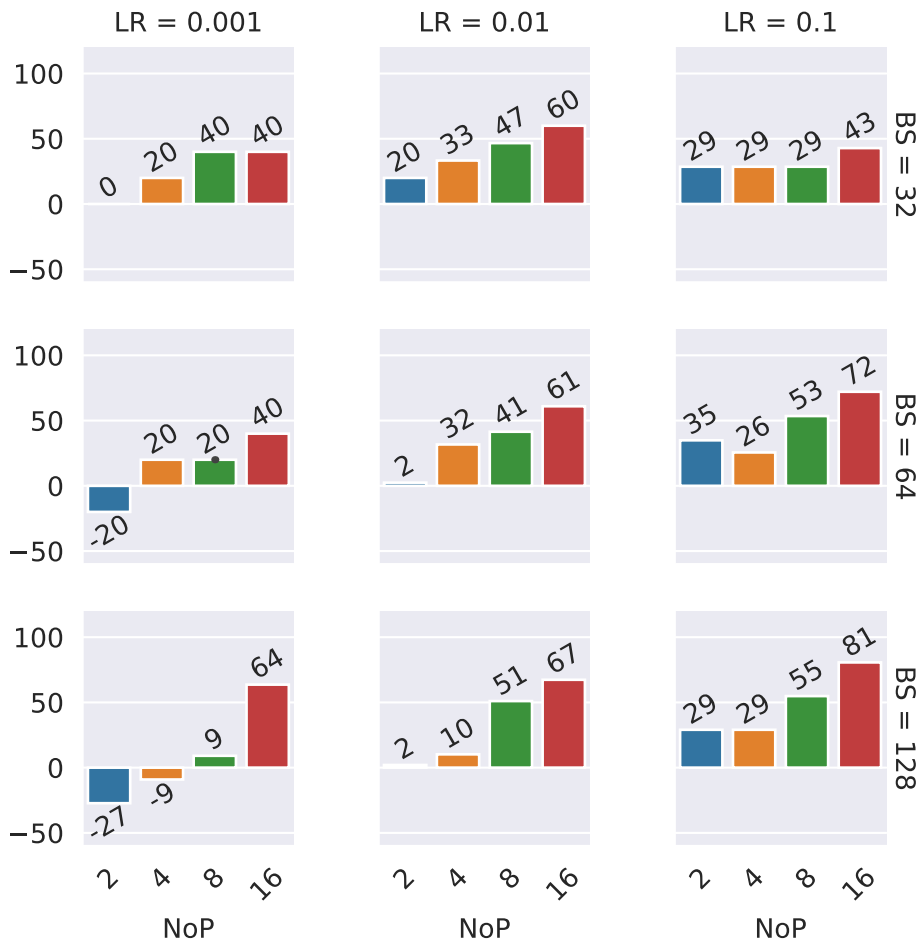 LR = 0.001 LR = 0.01 LR = 0.1
100
50
0
−50
0 20 40 40
20 33 47 60
29 29 29 43
BS = 32
100
50
0
−50
-20 20 20 40
2 32 41 61
35 26 53 72
BS = 64
100
50
0
−50
-27 -9 9 64
2 10 51 67
29 29 55 81
BS = 128
2 4 8 16 2 4 8 16 2 4 8 16
NoP NoP NoP